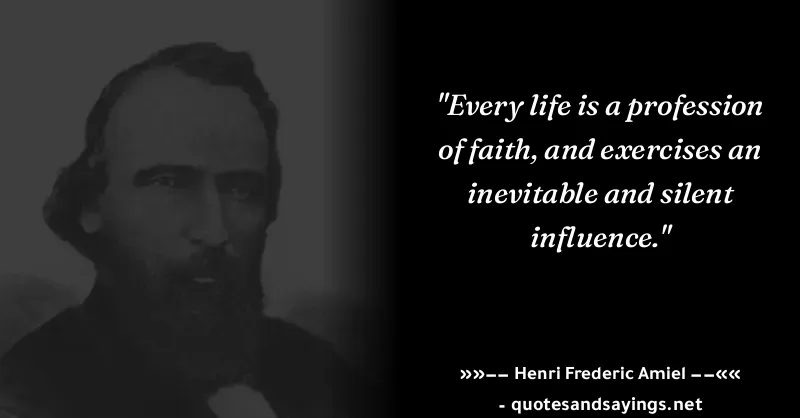 "Every life is a profession
of faith, and exercises an
inevitable and silent
influence."
»»–– Henri Frederic Amiel ––««
- quotesandsayings.net